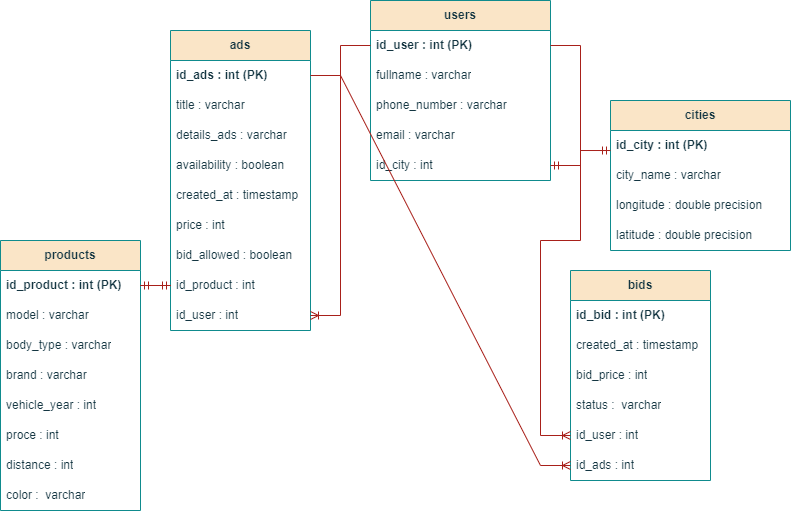 users
id_user : int (PK)
fullname : varchar
phone_number : varchar
email : varchar
id_city : int
ads
id_ads : int (PK)
title : varchar
details_ads : varchar
availability : boolean
created_at : timestamp
price : int
bid_allowed : boolean
id_product : int
id_user : int
cities
id_city : int (PK)
city_name : varchar
longitude : double precision
latitude : double precision
products
id_product : int (PK)
model : varchar
body_type : varchar
brand : varchar
vehicle_year : int
proce : int
distance : int
color :  varchar
bids
id_bid : int (PK)
created_at : timestamp
bid_price : int
status :  varchar
id_user : int
id_ads : int